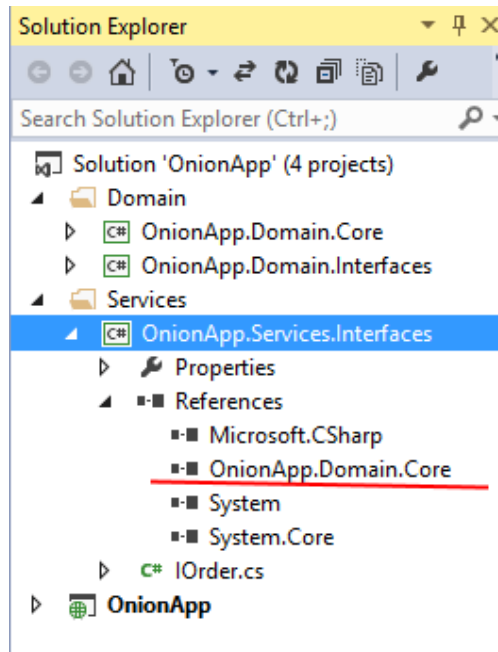 Solution Explorer
Search Solution Explorer (Ctrl+;)
Solution 'OnionApp' (4 projects)
Domain
C# OnionApp.Domain.Core
C# OnionApp.Domain.Interfaces
Services
C# OnionApp.Services.Interfaces
Properties
References
Microsoft.CSharp
OnionApp.Domain.Core
System
System.Core
C# IOrder.cs
OnionApp